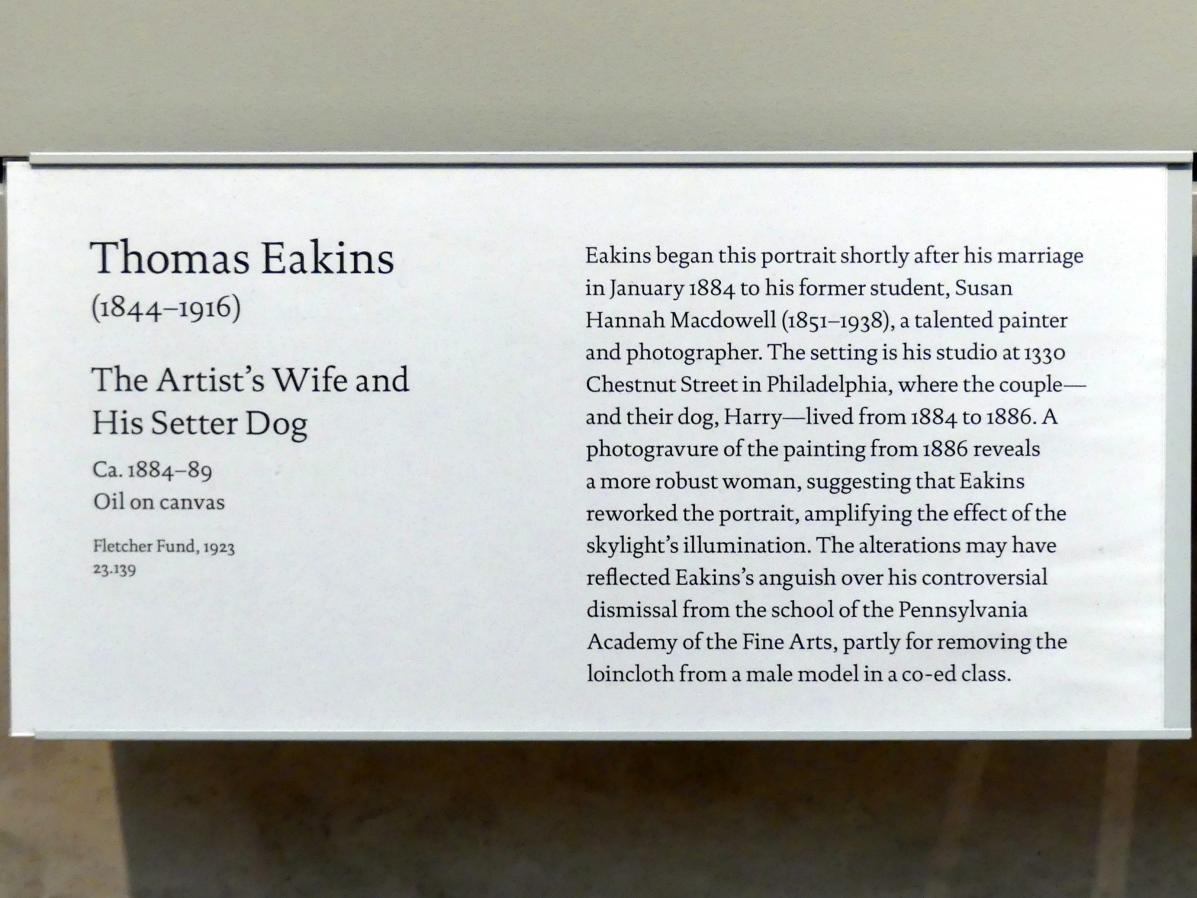 Thomas Eakins
(1844–1916)
The Artist's Wife and
His Setter Dog
Ca. 1884–89
Oil on canvas
Fletcher Fund, 1923
23.139
Eakins began this portrait shortly after his marriage
in January 1884 to his former student, Susan
Hannah Macdowell (1851–1938), a talented painter
and photographer. The setting is his studio at 1330
Chestnut Street in Philadelphia, where the couple—
and their dog, Harry—lived from 1884 to 1886. A
photogravure of the painting from 1886 reveals
a more robust woman, suggesting that Eakins
reworked the portrait, amplifying the effect of the
skylight's illumination. The alterations may have
reflected Eakins's anguish over his controversial
dismissal from the school of the Pennsylvania
Academy of the Fine Arts, partly for removing the
loincloth from a male model in a co-ed class.